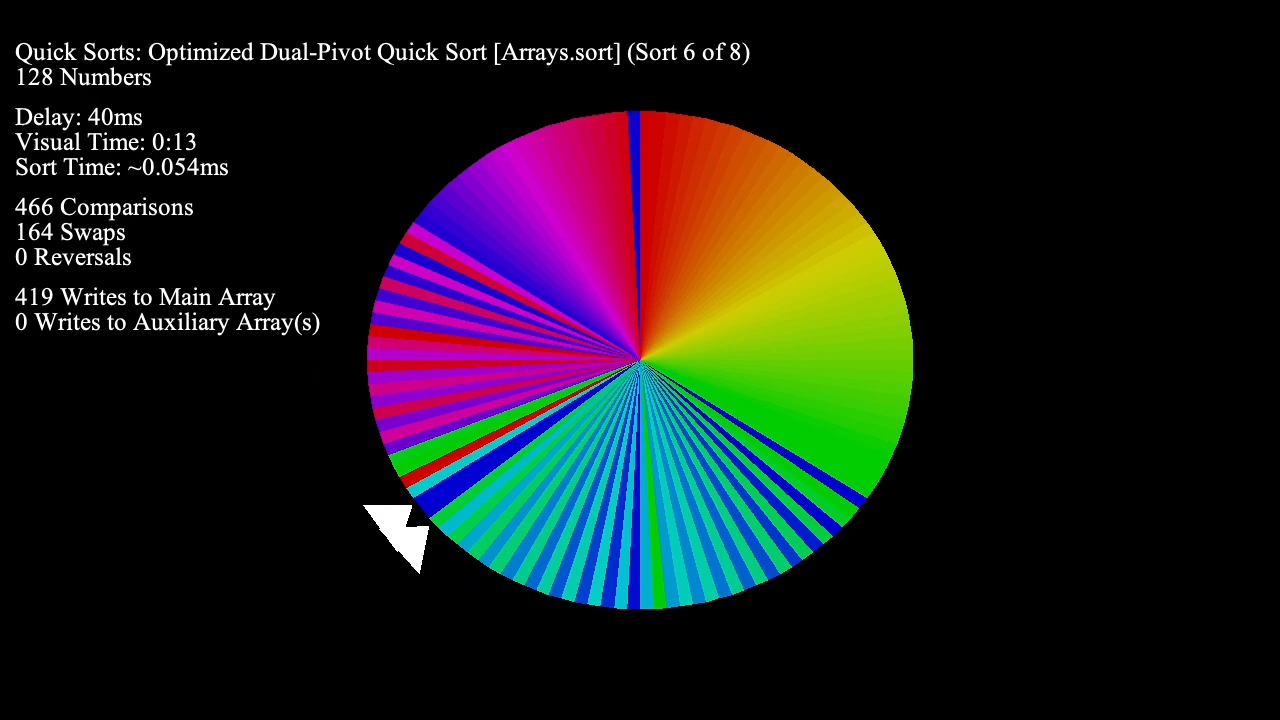 Quick Sorts: Optimized Dual-Pivot Quick Sort [Arrays.sort] (Sort 6 of 8)
128 Numbers
Delay: 40ms
Visual Time: 0:13
Sort Time: ~0.054ms
466 Comparisons
164 Swaps
0 Reversals
419 Writes to Main Array
0 Writes to Auxiliary Array(s)